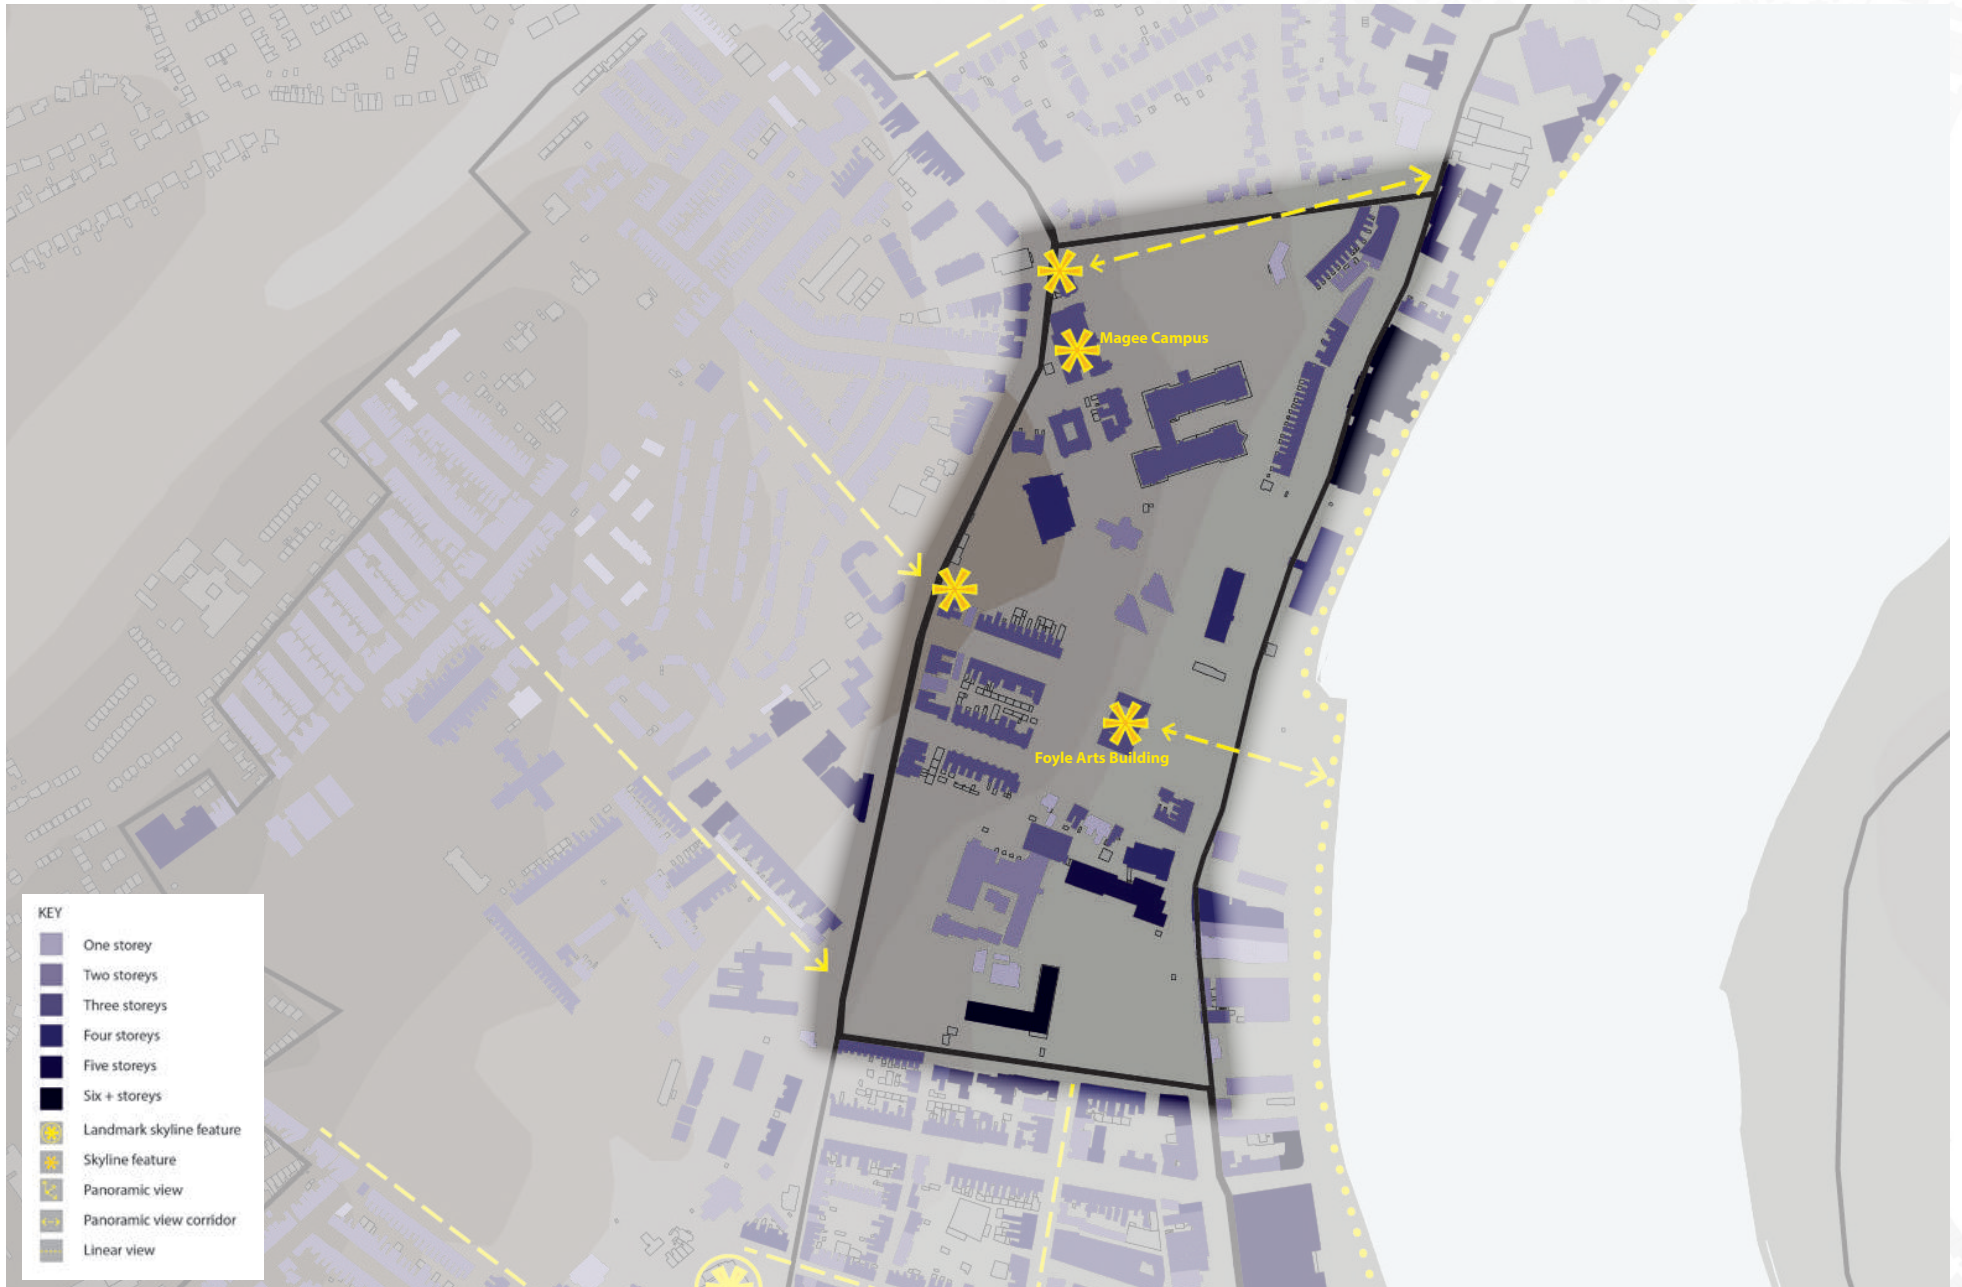 Magee Campus
Foyle Arts Building
KEY
One storey
Two storeys
Three storeys
Four storeys
Five storeys
Six + storeys
Landmark skyline feature
Skyline feature
Panoramic view
Panoramic view corridor
Linear view